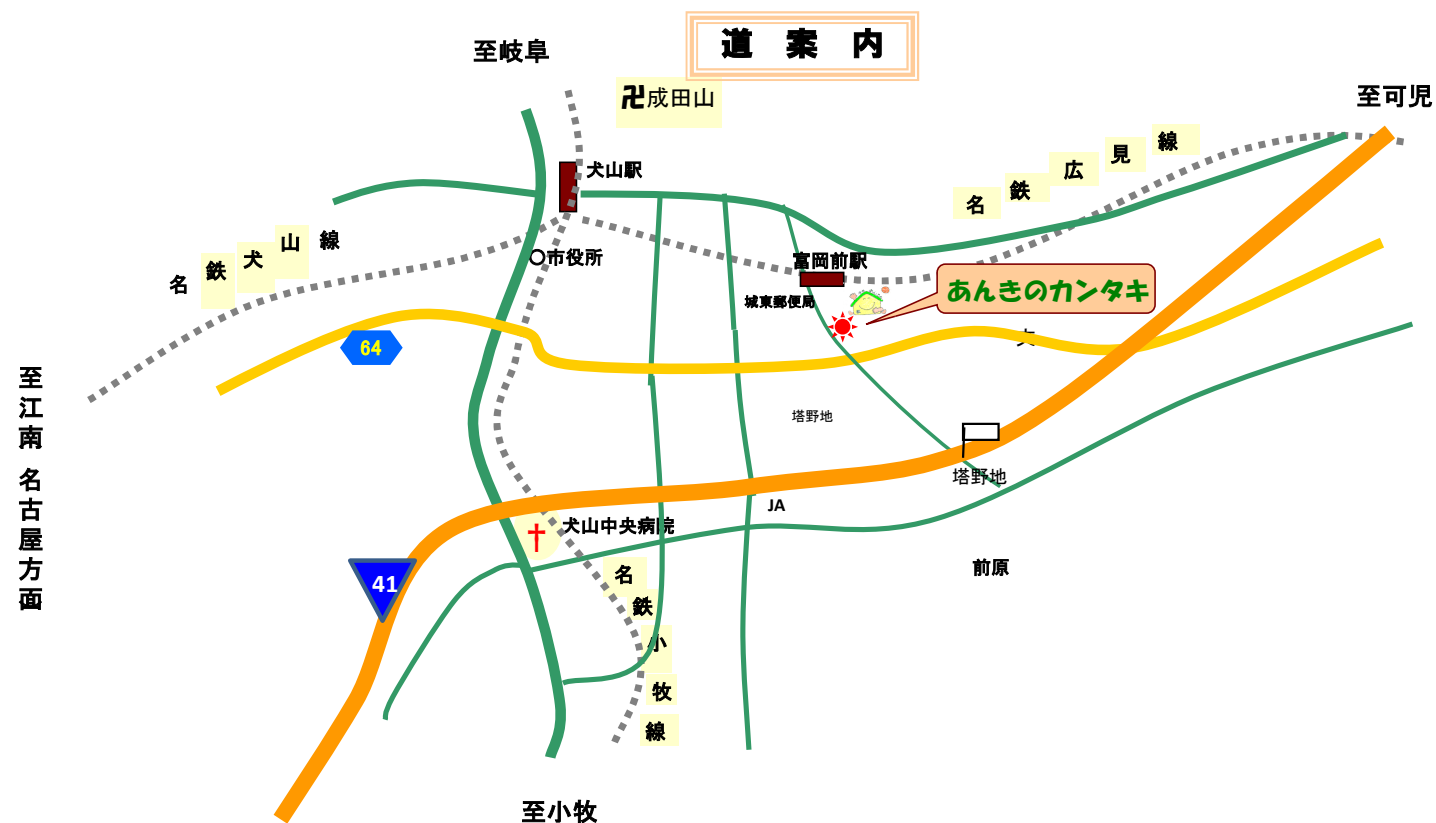 道 案 内
至岐阜
卍成田山
至可児
犬山駅
名鉄広見線
名鉄犬山線
○市役所
富岡前駅
城東郵便局
あんきのカンタキ
64
至江南 名古屋方面
塔野地
塔野地
JA
犬山中央病院
41
前原
名鉄小牧線
至小牧